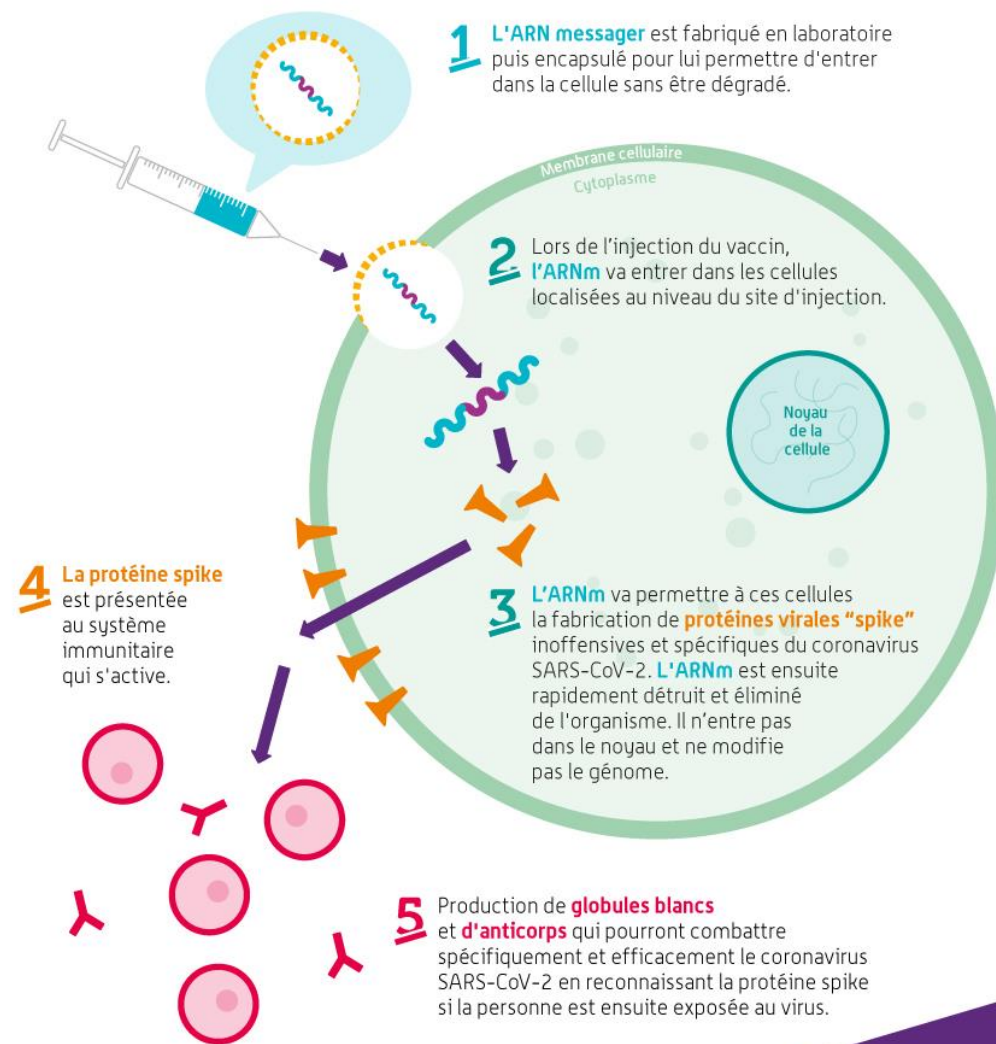 1 L'ARN messager est fabriqué en laboratoire
puis encapsulé pour lui permettre d'entrer
dans la cellule sans être dégradé.
Membrane cellulaire
Cytoplasme
2 Lors de l'injection du vaccin,
l'ARNm va entrer dans les cellules
localisées au niveau du site d'injection.
Noyau
de la
cellule
3 L'ARNm va permettre à ces cellules
la fabrication de protéines virales "spike"
inoffensives et spécifiques du coronavirus
SARS-CoV-2. L'ARNm est ensuite
rapidement détruit et éliminé
de l'organisme. Il n'entre pas
dans le noyau et ne modifie
pas le génome.
4 La protéine spike
est présentée
au système
immunitaire
qui s'active.
5 Production de globules blancs
et d'anticorps qui pourront combattre
spécifiquement et efficacement le coronavirus
SARS-CoV-2 en reconnaissant la protéine spike
si la personne est ensuite exposée au virus.